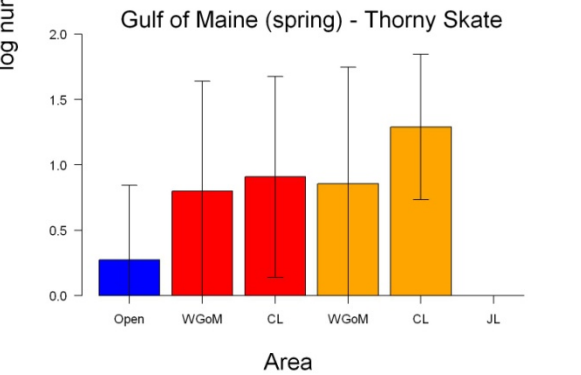 Gulf of Maine (spring) - Thorny Skate
log
2.0
1.5
1.0
0.5
0.0
Open WGoM CL WGoM CL JL
Area